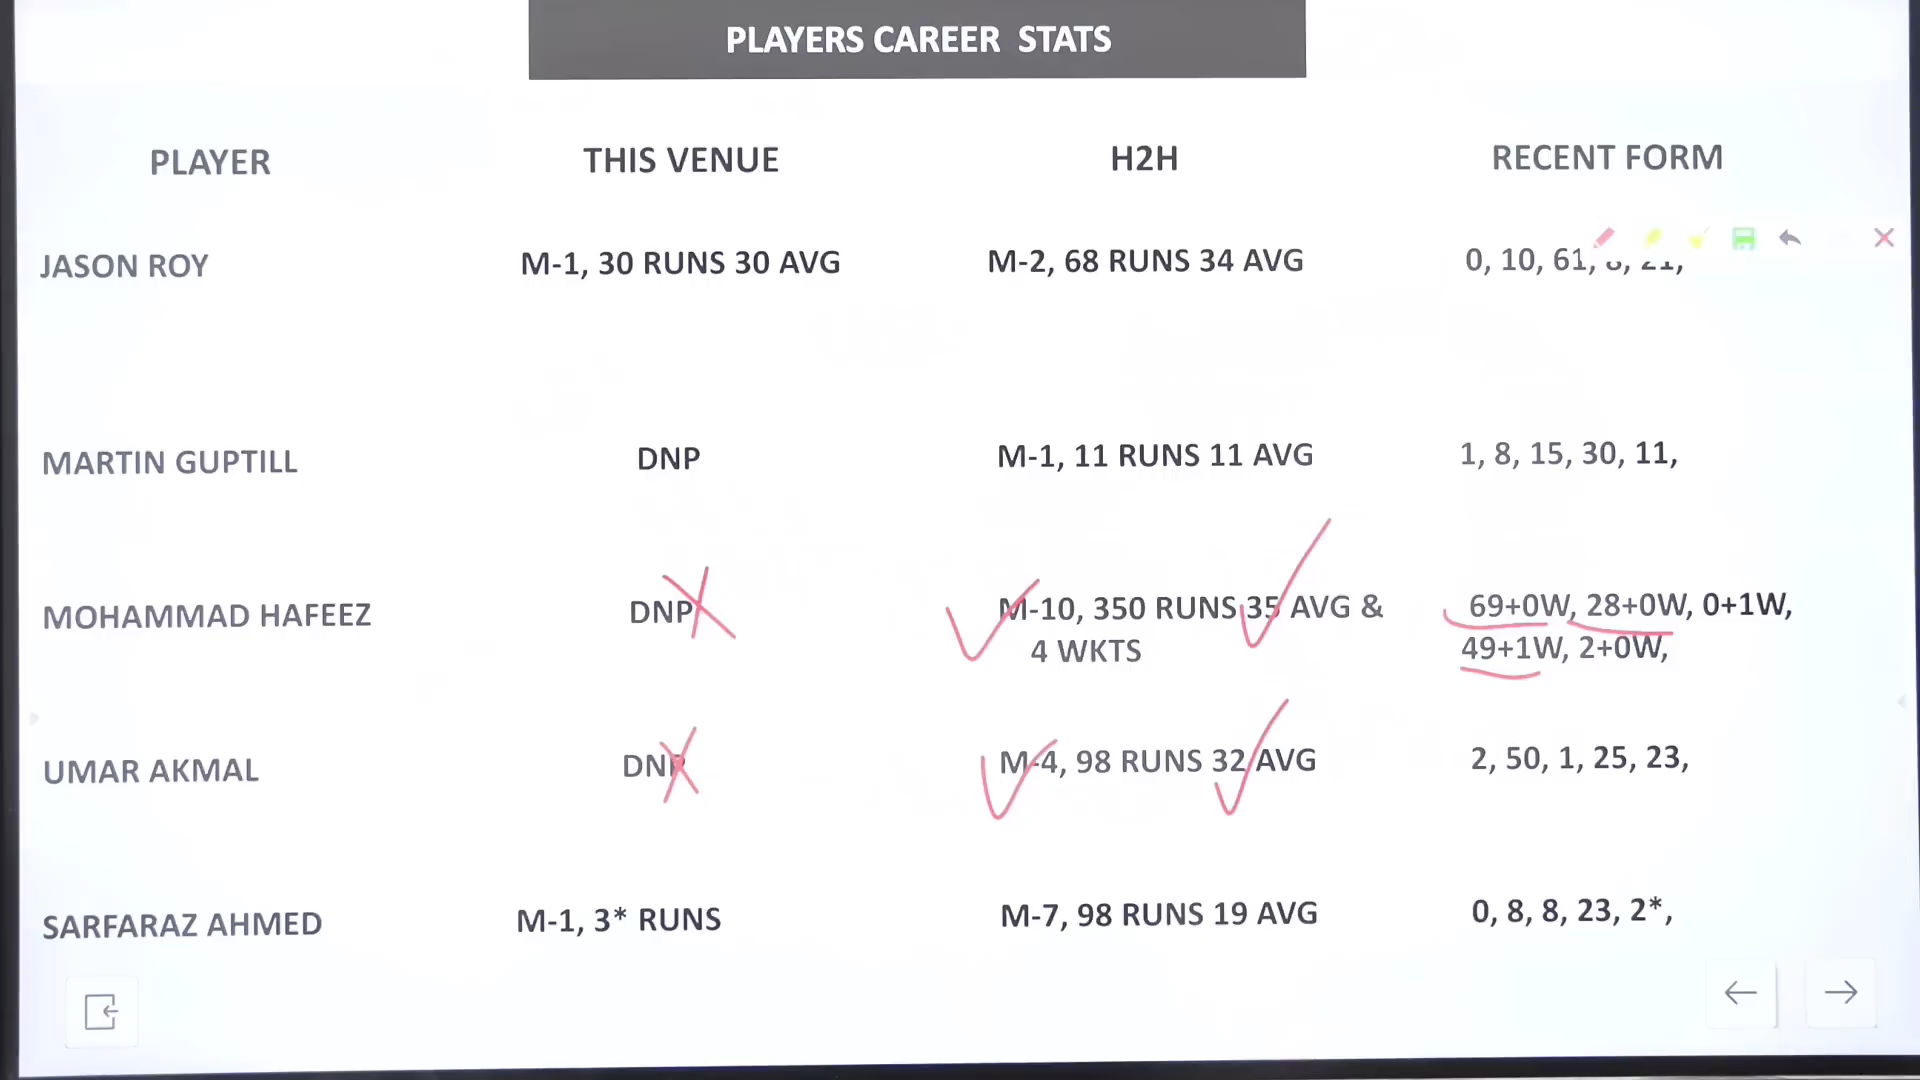 PLAYERS CAREER STATS
PLAYER THIS VENUE H2H RECENT FORM
JASON ROY M-1, 30 RUNS 30 AVG M-2, 68 RUNS 34 AVG 0, 10, 61,
MARTIN GUPTILL DNP M-1, 11 RUNS 11 AVG 1, 8, 15, 30, 11,
MOHAMMAD HAFEEZ DNP M-10, 350 RUNS 35 AVG & 69+0W, 28+0W, 0+1W,
4 WKTS 49+1W, 2+0W,
UMAR AKMAL DNP M-4, 98 RUNS 32 AVG 2, 50, 1, 25, 23,
SARFARAZ AHMED M-1, 3* RUNS M-7, 98 RUNS 19 AVG 0, 8, 8, 23, 2*,